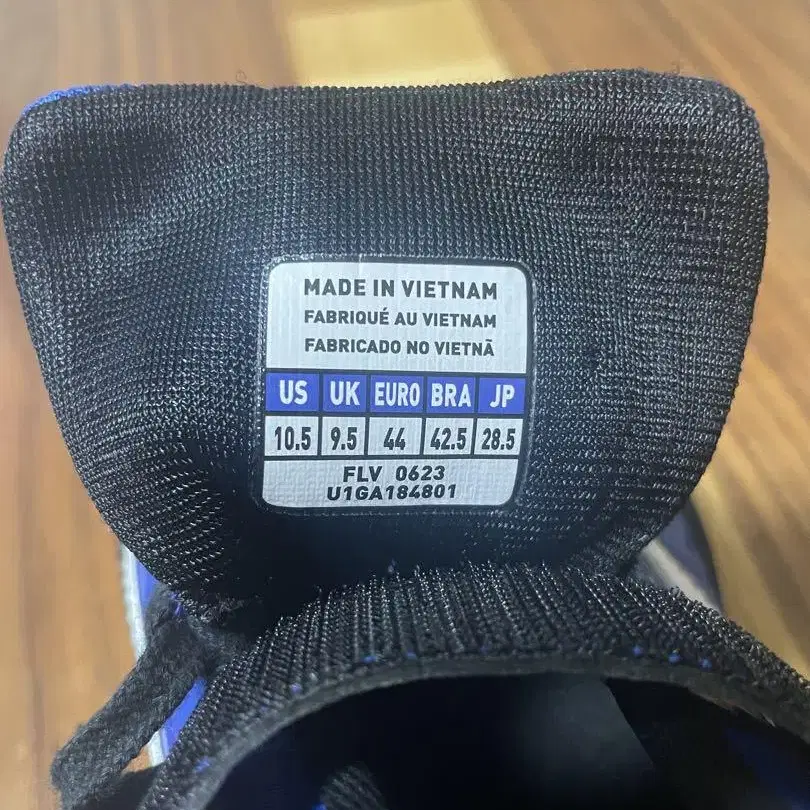 MADE IN VIETNAM
FABRIQUÉ AU VIETNAM
FABRICADO NO VIETNÃ
US UK EURO BRA JP
10.5 9.5 44 42.5 28.5
FLV 0623
U1GA184801